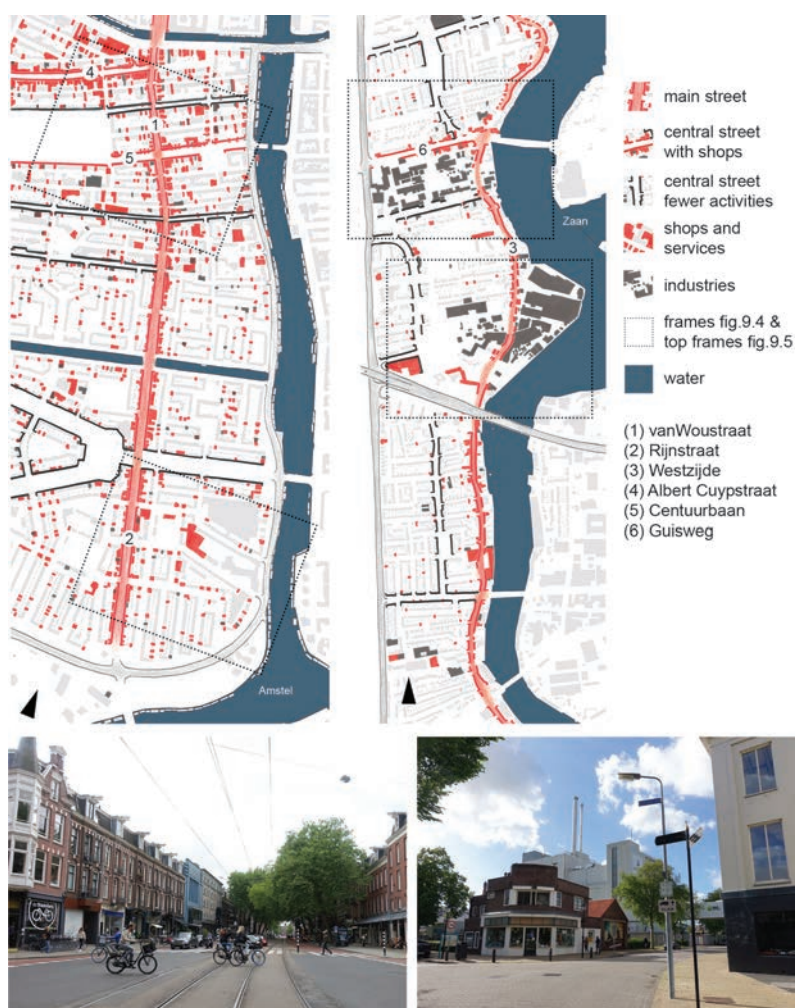 4
1
5
2
Amstel
6
3
Zaan
main street
central street
with shops
central street
fewer activities
shops and
services
industries
frames fig.9.4 &
top frames fig.9.5
water
(1) vanWoustraat
(2) Rijnstraat
(3) Westzijde
(4) Albert Cuypstraat
(5) Centuurbaan
(6) Guisweg